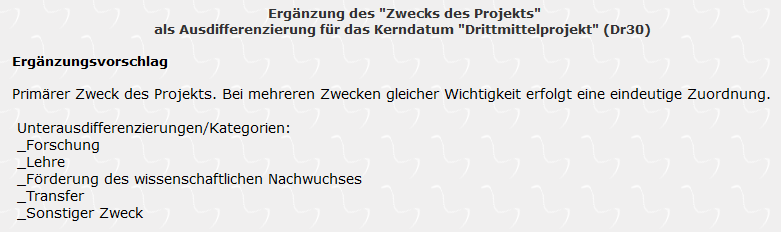 Ergänzung des "Zwecks des Projekts"
als Ausdifferenzierung für das Kerndatum "Drittmittelprojekt" (Dr30)
Ergänzungsvorschlag
Primärer Zweck des Projekts. Bei mehreren Zwecken gleicher Wichtigkeit erfolgt eine eindeutige Zuordnung.
Unterausdifferenzierungen/Kategorien:
_Forschung
_Lehre
_Förderung des wissenschaftlichen Nachwuchses
_Transfer
_Sonstiger Zweck